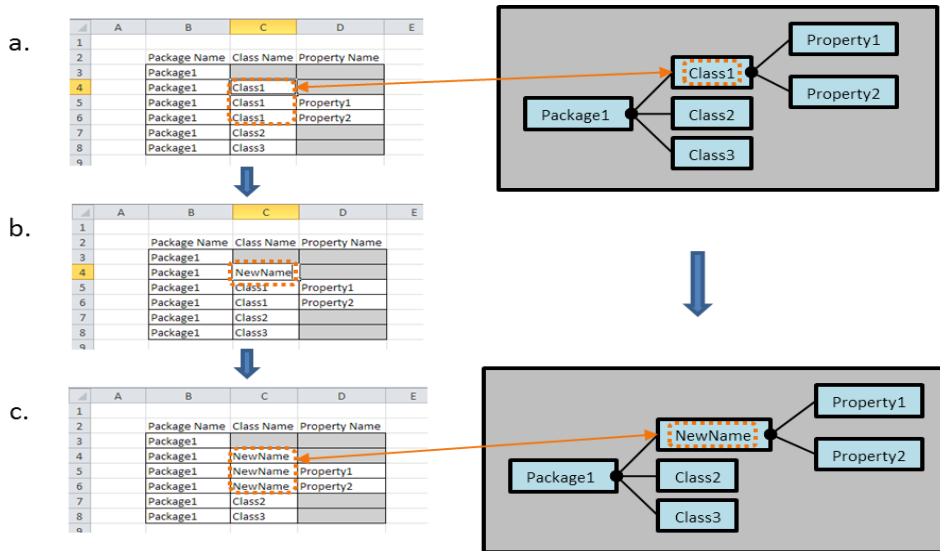 a.
A B C D E
1
2 Package Name Class Name Property Name
3 Package1
4 Package1 Class1
5 Package1 Class1 Property1
6 Package1 Class1 Property2
7 Package1 Class2
8 Package1 Class3
9
Property1
Class1
Property2
Package1
Class2
Class3
b.
A B C D E
1
2 Package Name Class Name Property Name
3 Package1
4 Package1 NewName
5 Package1 Class1 Property1
6 Package1 Class1 Property2
7 Package1 Class2
8 Package1 Class3
9
c.
A B C D E
1
2 Package Name Class Name Property Name
3 Package1
4 Package1 NewName
5 Package1 NewName Property1
6 Package1 NewName Property2
7 Package1 Class2
8 Package1 Class3
9
Property1
NewName
Property2
Package1
Class2
Class3